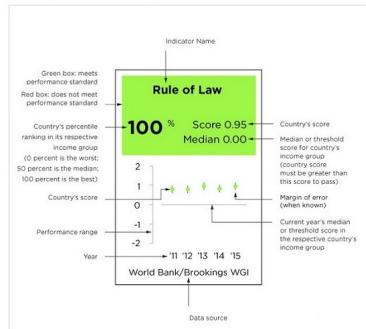 Indicator Name
Green box: meets
performance standard
Red box: does not meet
performance standard
Rule of Law
100 %
Score 0.95
Median 0.00
Country's percentile
ranking in its respective
income group
(0 percent is the worst;
50 percent is the median;
100 percent is the best)
Country's score
Median or threshold
score for country's
income group
(country score
must be greater than
this score to pass)
2
1
0
-1
-2
Country's score
Margin of error
(when known)
Performance range
Current year's median
or threshold score in
the respective country's
income group
Year
'11 '12 '13 '14 '15
World Bank/Brookings WGI
Data source